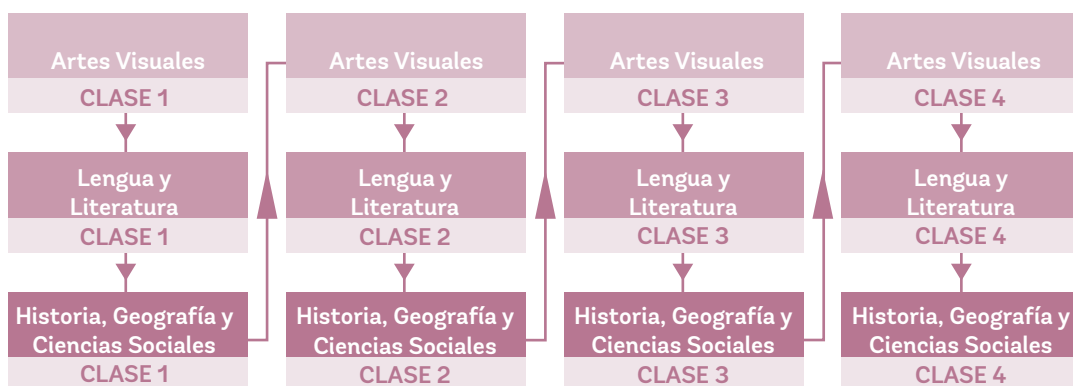 Artes Visuales
CLASE 1
Lengua y
Literatura
CLASE 1
Historia, Geografía y
Ciencias Sociales
CLASE 1
Artes Visuales
CLASE 2
Lengua y
Literatura
CLASE 2
Historia, Geografía y
Ciencias Sociales
CLASE 2
Artes Visuales
CLASE 3
Lengua y
Literatura
CLASE 3
Historia, Geografía y
Ciencias Sociales
CLASE 3
Artes Visuales
CLASE 4
Lengua y
Literatura
CLASE 4
Historia, Geografía y
Ciencias Sociales
CLASE 4